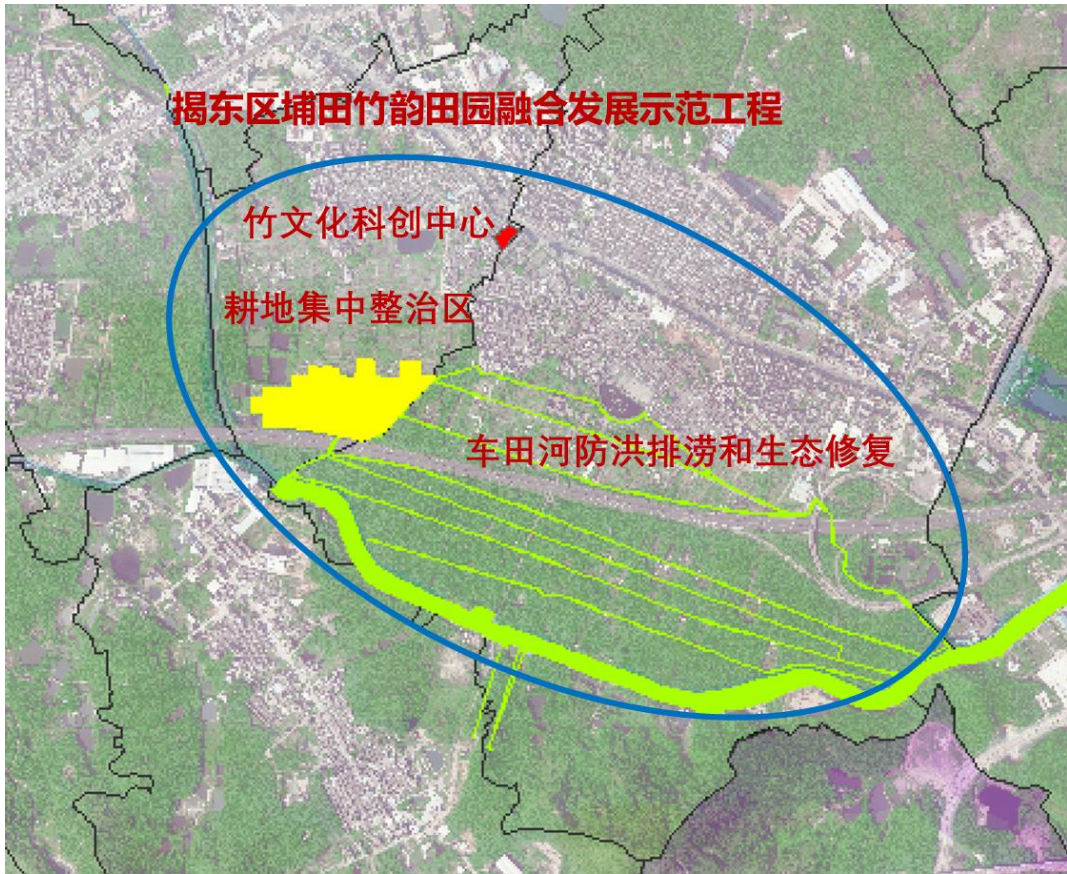 揭东区埔田竹韵田园融合发展示范工程
竹文化科创中心
耕地集中整治区
车田河防洪排涝和生态修复